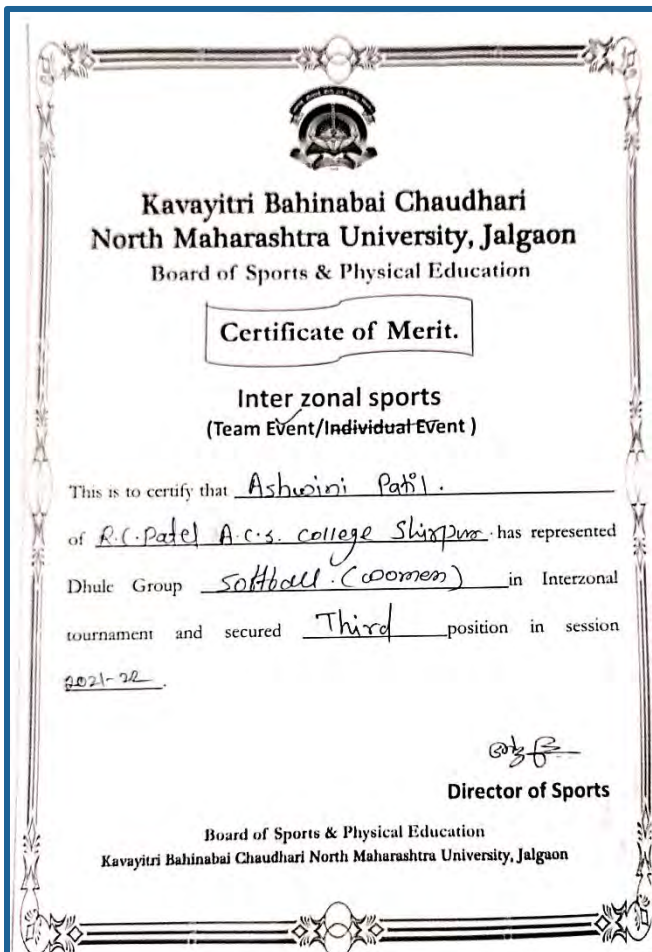 Kavayitri Bahinabai Chaudhari
North Maharashtra University, Jalgaon
Board of Sports & Physical Education
Certificate of Merit.
Inter zonal sports
(Team Event/Individual Event )
This is to certify that Ashwini Patil.
of R.C. Patel A.C.S. College Shirpur. has represented
Dhule Group Softball. (women) in Interzonal
tournament and secured Third position in session
2021-22.
Director of Sports
Board of Sports & Physical Education
Kavayitri Bahinabai Chaudhari North Maharashtra University, Jalgaon